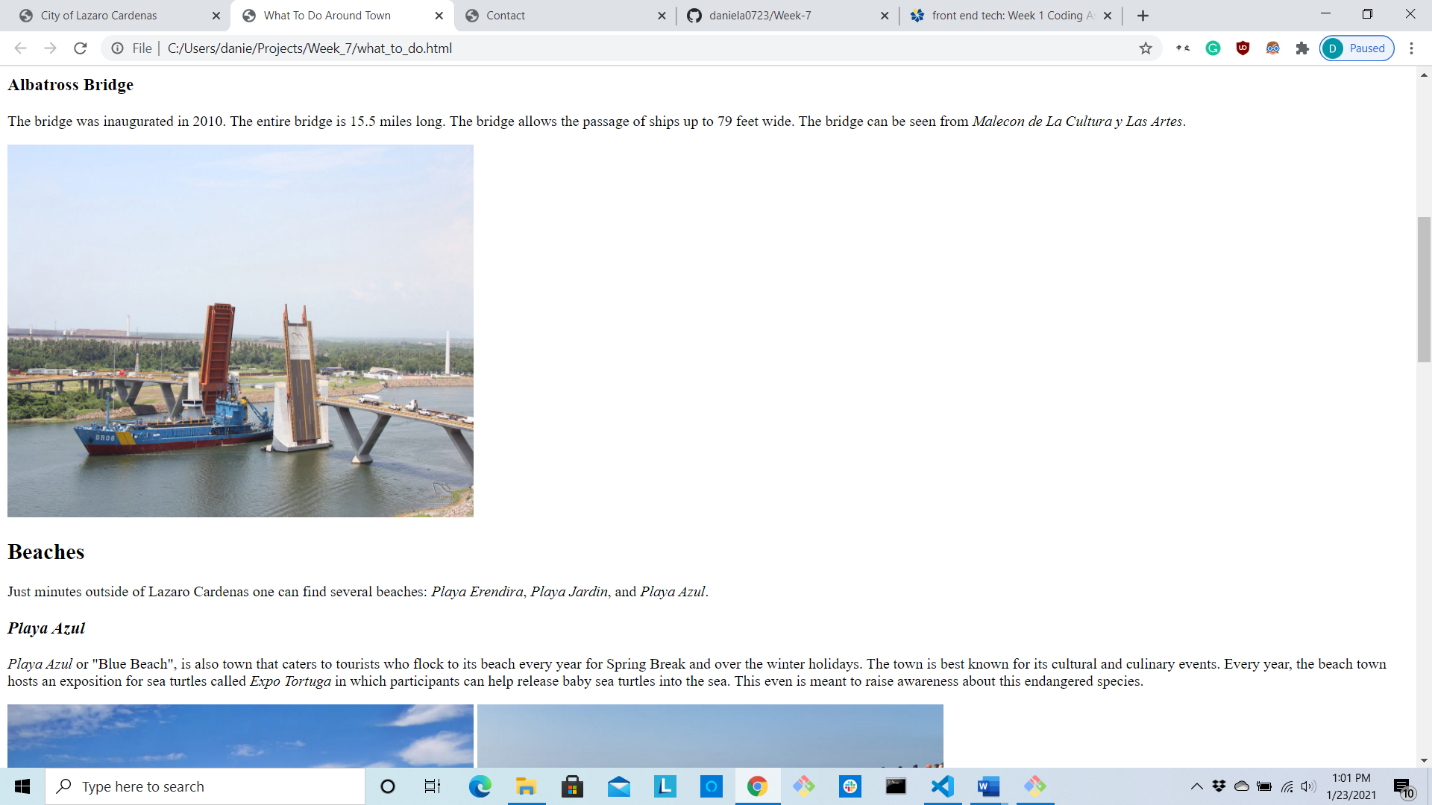 City of Lazaro Cardenas
What To Do Around Town
Contact
daniela0723/Week-7
front end tech: Week 1 Coding A
File
C:/Users/danie/Projects/Week_7/what_to_do.html
D
Paused
Albatross Bridge
The bridge was inaugurated in 2010. The entire bridge is 15.5 miles long. The bridge allows the passage of ships up to 79 feet wide. The bridge can be seen from Malecon de La Cultura y Las Artes.
Beaches
Just minutes outside of Lazaro Cardenas one can find several beaches: Playa Erendira, Playa Jardin, and Playa Azul.
Playa Azul
Playa Azul or "Blue Beach", is also town that caters to tourists who flock to its beach every year for Spring Break and over the winter holidays. The town is best known for its cultural and culinary events. Every year, the beach town
hosts an exposition for sea turtles called Expo Tortuga in which participants can help release baby sea turtles into the sea. This even is meant to raise awareness about this endangered species.
Type here to search
1:01 PM
1/23/2021
10